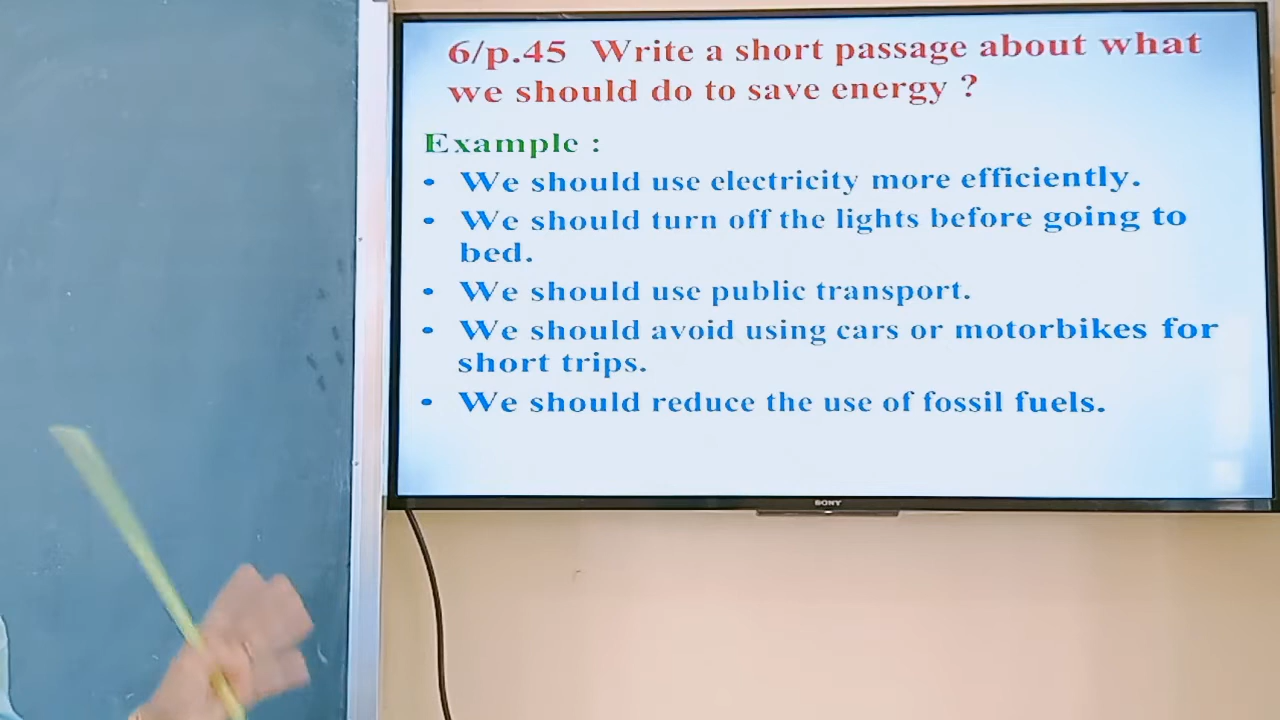 6/p.45 Write a short passage about what
we should do to save energy ?
Example :
• We should use electricity more efficiently.
• We should turn off the lights before going to
bed.
• We should use public transport.
• We should avoid using cars or motorbikes for
short trips.
• We should reduce the use of fossil fuels.
SONY